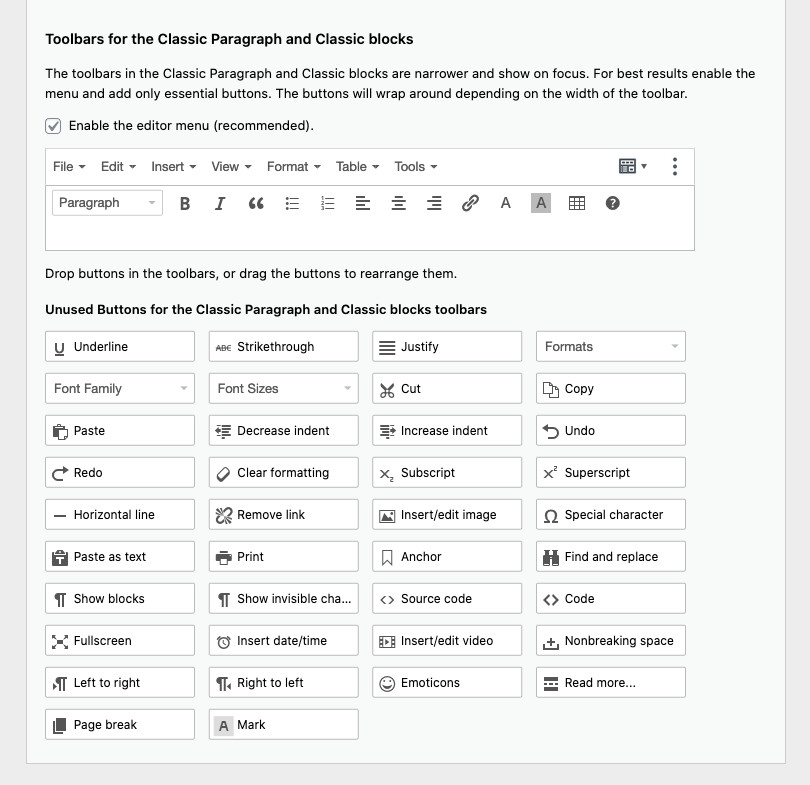 Toolbars for the Classic Paragraph and Classic blocks
The toolbars in the Classic Paragraph and Classic blocks are narrower and show on focus. For best results enable the
menu and add only essential buttons. The buttons will wrap around depending on the width of the toolbar.
Enable the editor menu (recommended).
File Edit Insert View Format Table Tools
Paragraph B I A A
Drop buttons in the toolbars, or drag the buttons to rearrange them.
Unused Buttons for the Classic Paragraph and Classic blocks toolbars
U Underline ABC Strikethrough Justify Formats
Font Family Font Sizes Cut Copy
Paste Decrease indent Increase indent Undo
Redo Clear formatting X2 Subscript X2 Superscript
Horizontal line Remove link Insert/edit image Ω Special character
Paste as text Print Anchor Find and replace
¶ Show blocks ¶ Show invisible cha... <> Source code <> Code
Fullscreen Insert date/time Insert/edit video Nonbreaking space
Left to right Right to left Emoticons Read more...
Page break A Mark